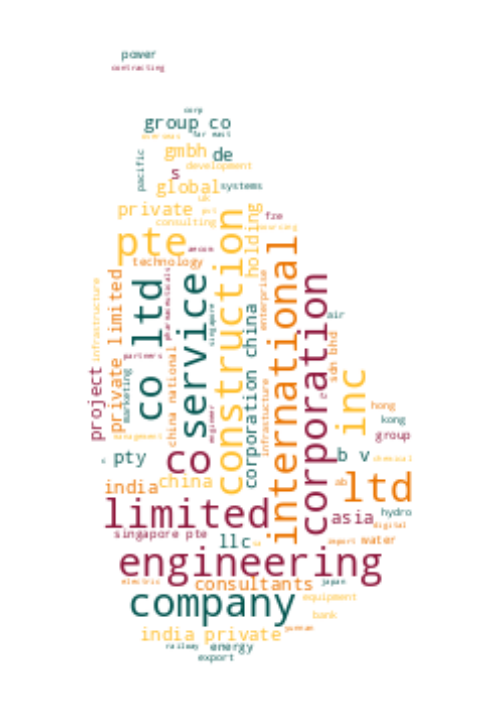 power
contracting
corp
group co
far east
gmbh
de
pacific
development
s
global
systems
uk
private
pvt
consulting
fze
sourcing
holding
pte
aecom
technology
construction
international
infrastructure
private limited
co ltd
pharmaceuticals
service
singapore
enterprise
corporation
air
partners
china national
corporation china
sdn bhd
project
marketing
inc
hong
kong
group
management
engineer
infrastucture
pty
co
b v
chemical
india
china
ab
ltd
limited
asia
hydro
digital
singapore pte
llc
import
water
engineering
electric
consultants
japan
company
equipment
bank
india private
yunnan
railway
energy
export